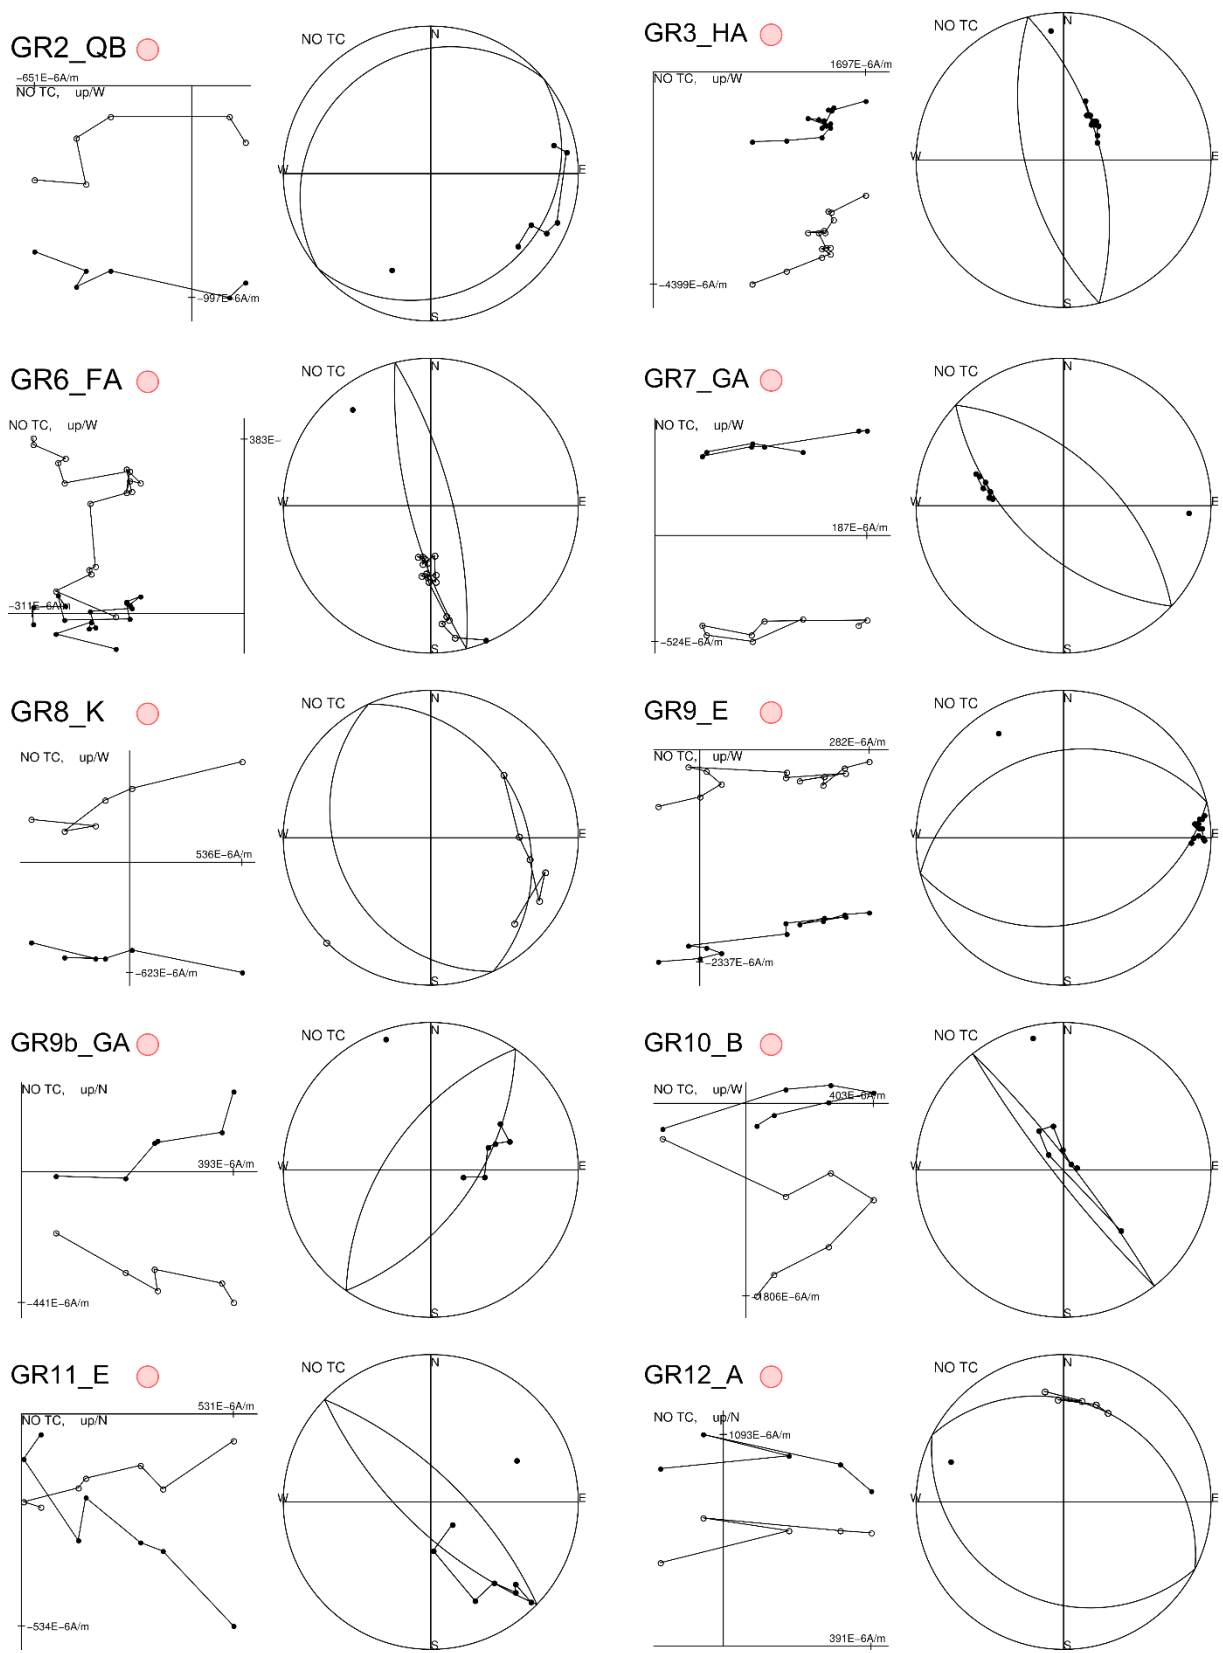 GR2_QB
NO TC
N
W
E
S
−651E−6A/m
NO TC, up/W
−997E−6A/m
GR3_HA
NO TC
N
W
E
S
1697E−6A/m
NO TC, up/W
−4399E−6A/m
GR6_FA
NO TC
N
W
E
S
NO TC, up/W
383E−
−311E−6A/m
GR7_GA
NO TC
N
W
E
S
NO TC, up/W
187E−6A/m
−524E−6A/m
GR8_K
NO TC
N
W
E
S
NO TC, up/W
536E−6A/m
−623E−6A/m
GR9_E
NO TC
N
W
E
S
282E−6A/m
NO TC, up/W
−2337E−6A/m
GR9b_GA
NO TC
N
W
E
S
NO TC, up/N
393E−6A/m
−441E−6A/m
GR10_B
NO TC
N
W
E
S
NO TC, up/W
403E−6A/m
−1806E−6A/m
GR11_E
NO TC
N
W
E
S
531E−6A/m
NO TC, up/N
−534E−6A/m
GR12_A
NO TC
N
W
E
S
NO TC, up/N
1093E−6A/m
391E−6A/m